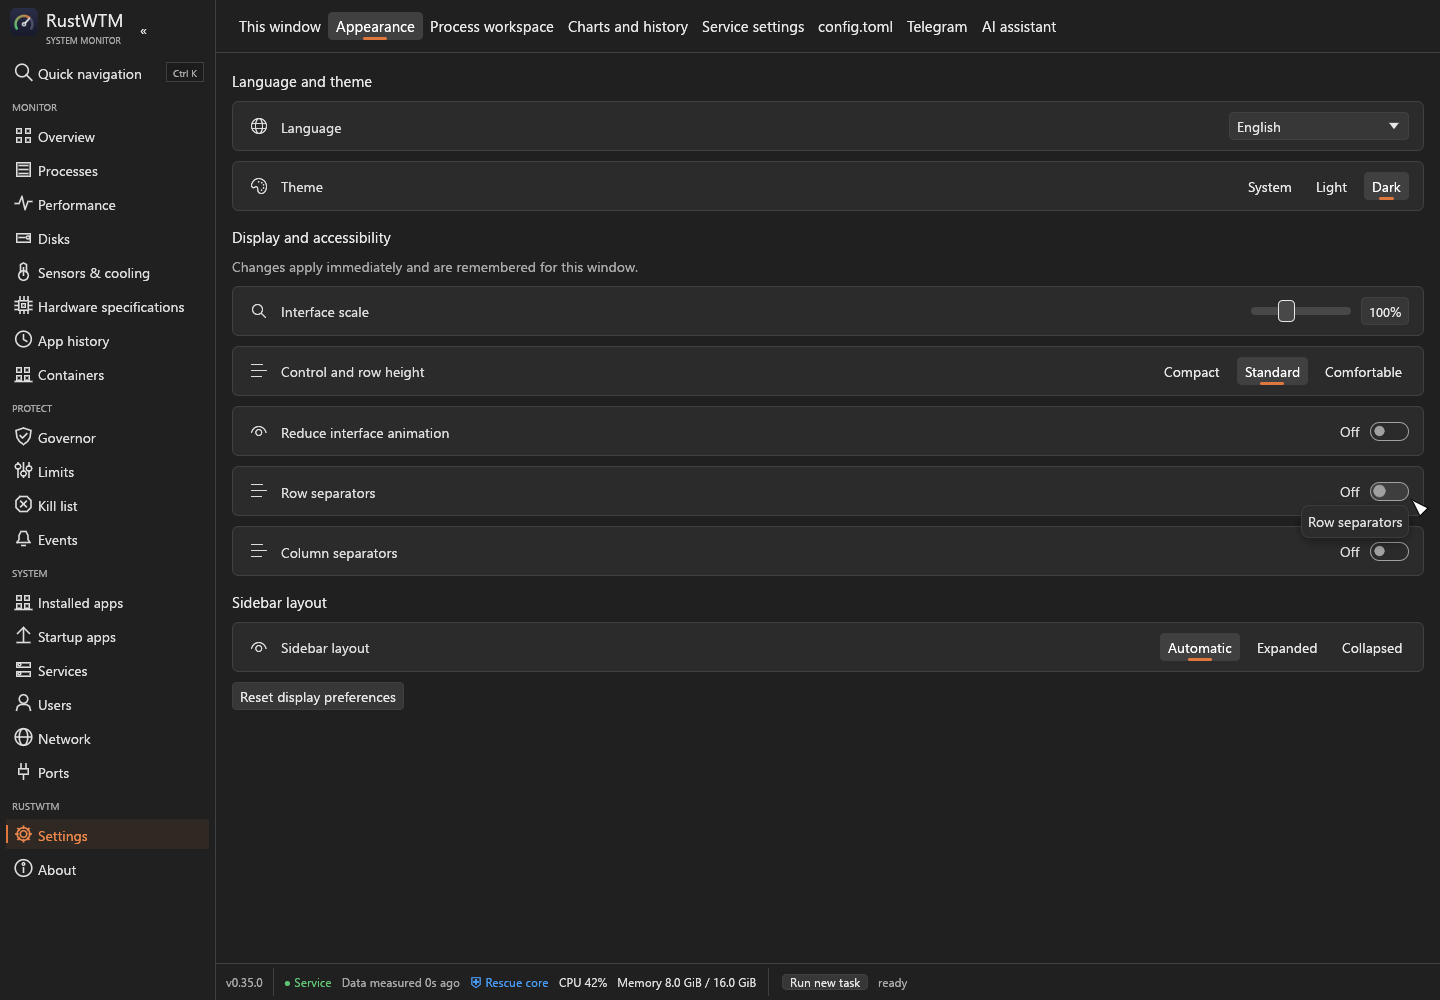 RustWTM
SYSTEM MONITOR
«
Quick navigation
Ctrl K
MONITOR
Overview
Processes
Performance
Disks
Sensors & cooling
Hardware specifications
App history
Containers
PROTECT
Governor
Limits
Kill list
Events
SYSTEM
Installed apps
Startup apps
Services
Users
Network
Ports
RUSTWTM
Settings
About
This window Appearance Process workspace Charts and history Service settings config.toml Telegram AI assistant
Language and theme
Language English
Theme System Light Dark
Display and accessibility
Changes apply immediately and are remembered for this window.
Interface scale 100%
Control and row height Compact Standard Comfortable
Reduce interface animation Off
Row separators Off
Row separators
Column separators Off
Sidebar layout
Sidebar layout Automatic Expanded Collapsed
Reset display preferences
v0.35.0 Service Data measured 0s ago Rescue core CPU 42% Memory 8.0 GiB / 16.0 GiB Run new task ready